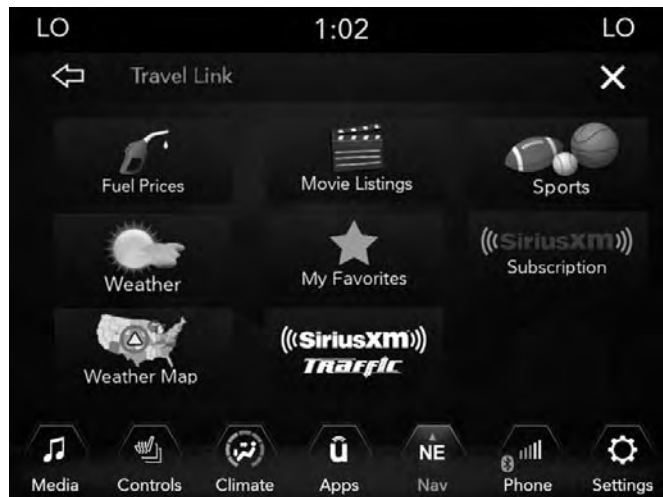 LO 1:02 LO
Travel Link
Fuel Prices Movie Listings Sports
Weather My Favorites ((SiriusXM)) Subscription
Weather Map ((SiriusXM)) Traffic
û NE
Media Controls Climate Apps Nav Phone Settings